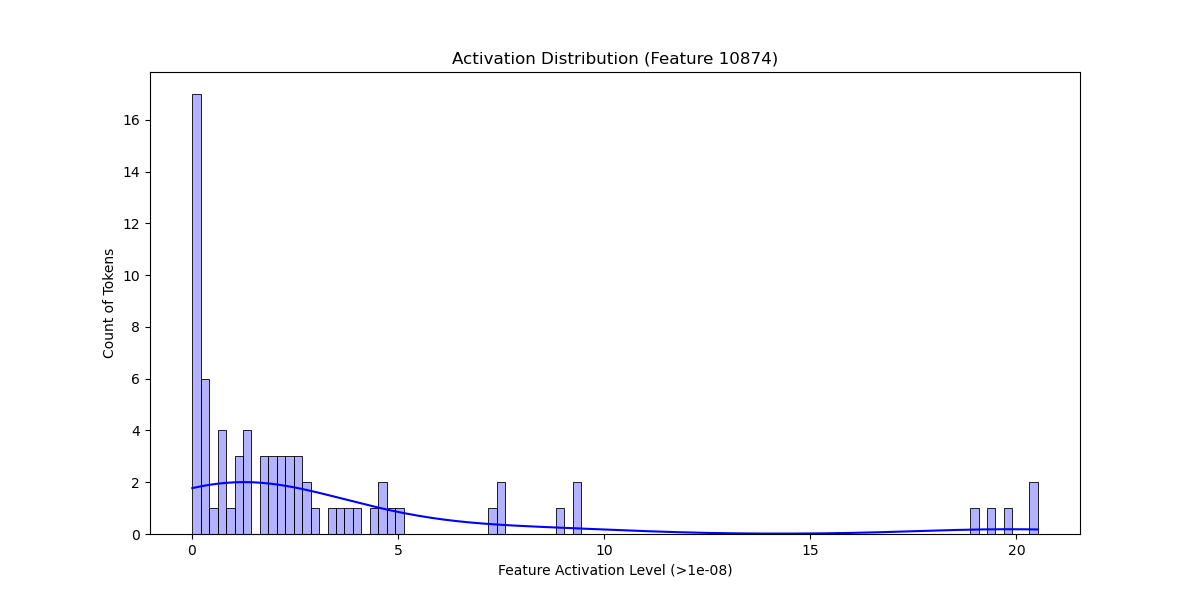 Activation Distribution (Feature 10874)
Count of Tokens
16
14
12
10
8
6
4
2
0
0 5 10 15 20
Feature Activation Level (>1e-08)